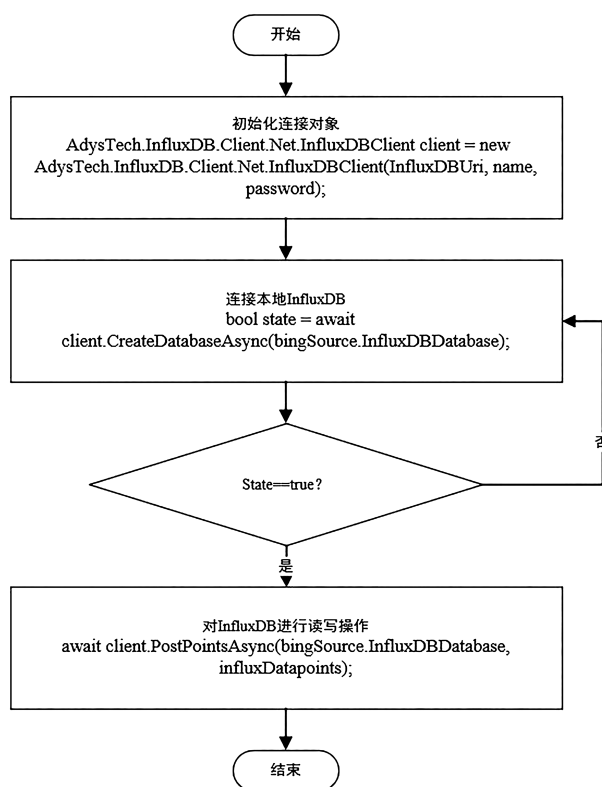 开始
初始化连接对象
AdysTech.InfluxDB.Client.Net.InfluxDBClient client = new
AdysTech.InfluxDB.Client.Net.InfluxDBClient(InfluxDBUri, name,
password);
连接本地InfluxDB
bool state = await
client.CreateDatabaseAsync(bingSource.InfluxDBDatabase);
State==true?
否
是
对InfluxDB进行读写操作
await client.PostPointsAsync(bingSource.InfluxDBDatabase,
influxDatapoints);
结束